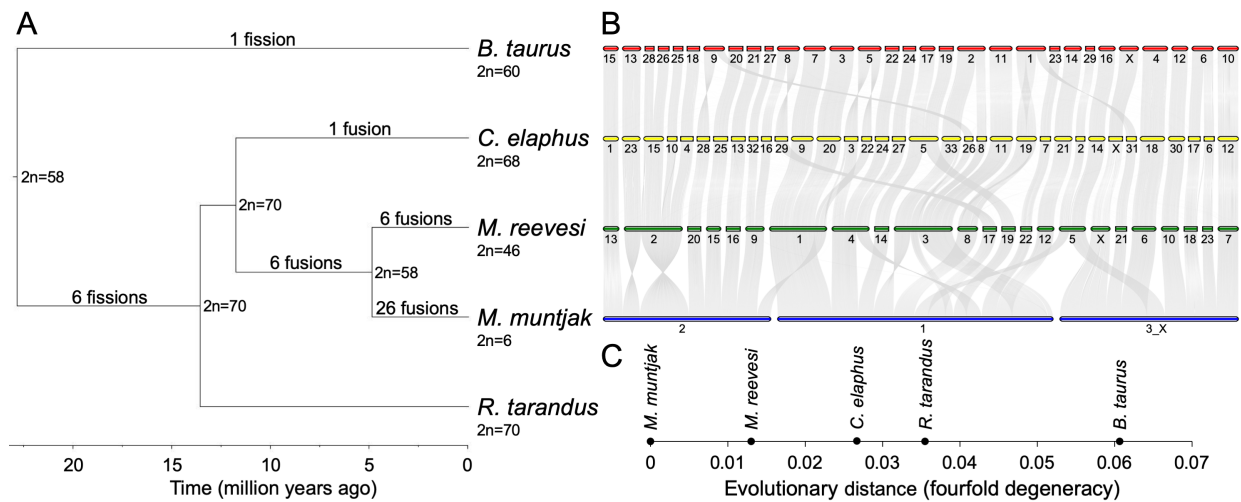 A
1 fission
B. taurus
2n=60
1 fusion
C. elaphus
2n=68
2n=58
2n=70
6 fusions
M. reevesi
2n=46
6 fusions
2n=58
6 fissions
2n=70
26 fusions
M. muntjak
2n=6
R. tarandus
2n=70
20 15 10 5 0
Time (million years ago)
B
15 13 28 26 25 18 9 20 21 27 8 7 3 5 22 24 17 19 2 11 1 23 14 29 16 X 4 12 6 10
1 23 15 10 4 28 25 13 32 16 29 9 20 3 22 24 27 5 33 26 8 11 19 7 21 2 14 X 31 18 30 17 6 12
13 2 20 15 16 9 1 4 14 3 8 17 19 22 12 5 X 21 6 10 18 23 7
2 1 3_X
C
M. muntjak
M. reevesi
C. elaphus
R. tarandus
B. taurus
0 0.01 0.02 0.03 0.04 0.05 0.06 0.07
Evolutionary distance (fourfold degeneracy)